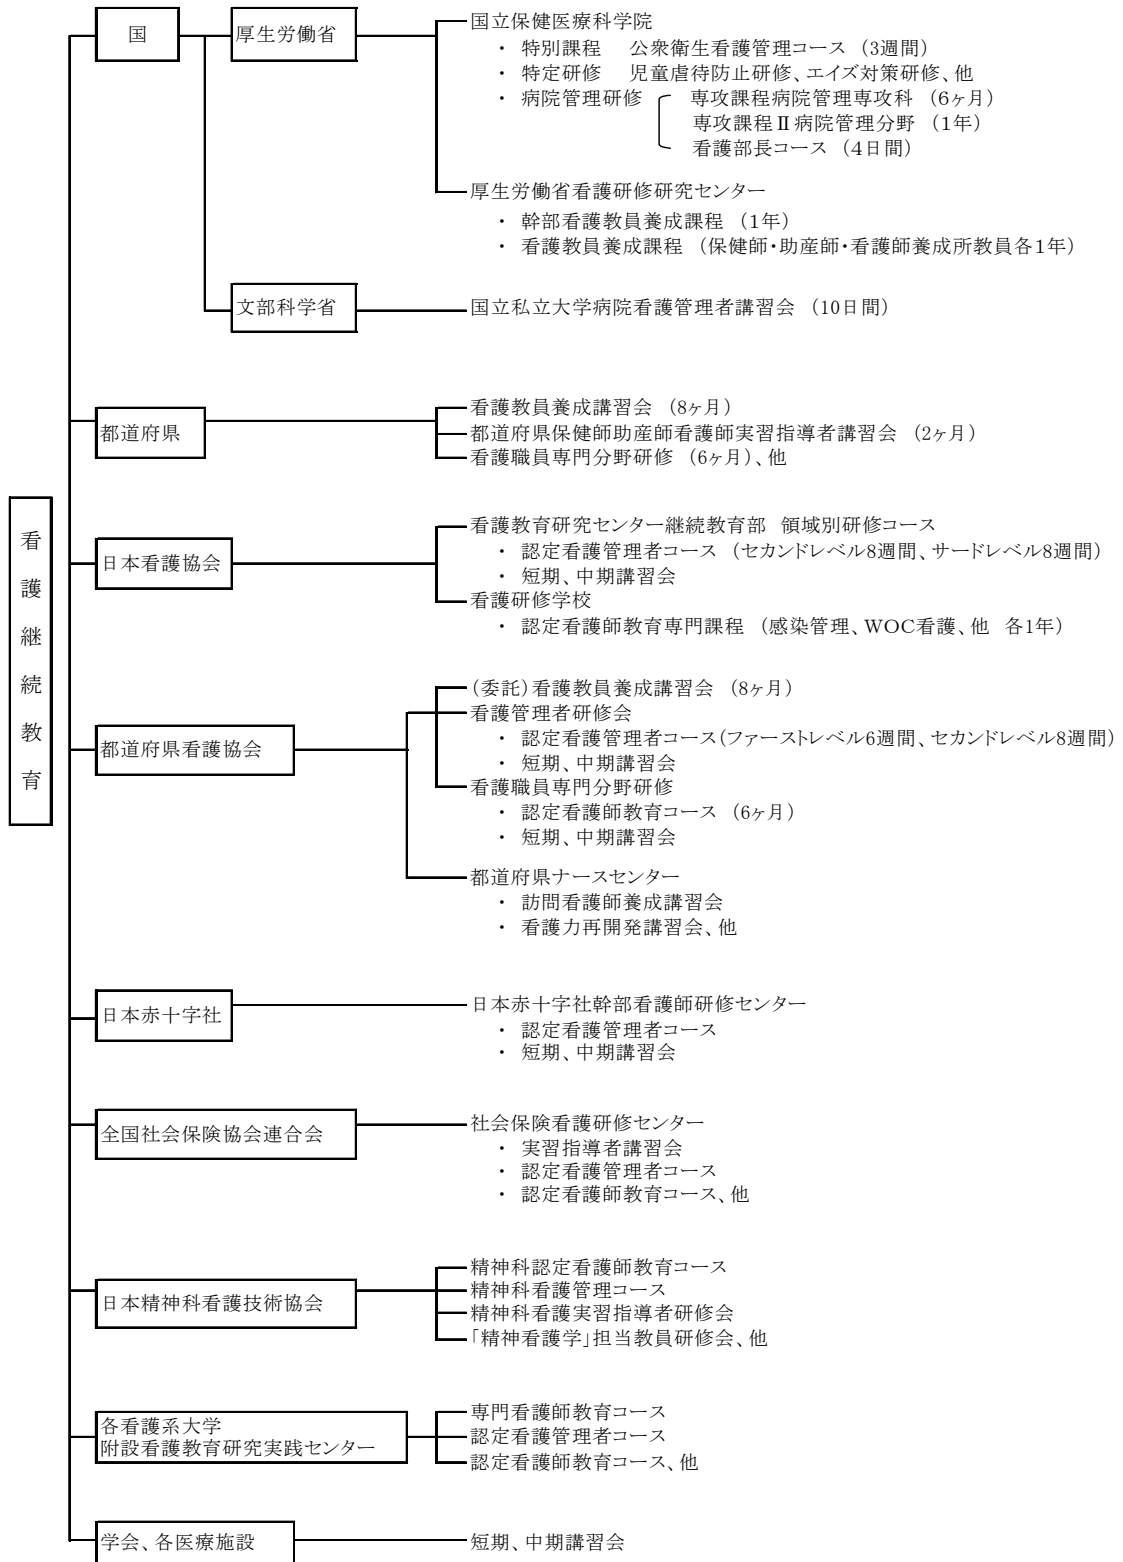 看護継続教育
国
厚生労働省
国立保健医療科学院
・ 特別課程 公衆衛生看護管理コース (3週間)
・ 特定研修 児童虐待防止研修、エイズ対策研修、他
・ 病院管理研修 専攻課程病院管理専攻科 (6ヶ月)
専攻課程Ⅱ病院管理分野 (1年)
看護部長コース (4日間)
厚生労働省看護研修研究センター
・ 幹部看護教員養成課程 (1年)
・ 看護教員養成課程 (保健師・助産師・看護師養成所教員各1年)
文部科学省
国立私立大学病院看護管理者講習会 (10日間)
都道府県
看護教員養成講習会 (8ヶ月)
都道府県保健師助産師看護師実習指導者講習会 (2ヶ月)
看護職員専門分野研修 (6ヶ月)、他
日本看護協会
看護教育研究センター継続教育部 領域別研修コース
・ 認定看護管理者コース (セカンドレベル8週間、サードレベル8週間)
・ 短期、中期講習会
看護研修学校
・ 認定看護師教育専門課程 (感染管理、WOC看護、他 各1年)
都道府県看護協会
(委託)看護教員養成講習会 (8ヶ月)
看護管理者研修会
・ 認定看護管理者コース(ファーストレベル6週間、セカンドレベル8週間)
・ 短期、中期講習会
看護職員専門分野研修
・ 認定看護師教育コース (6ヶ月)
・ 短期、中期講習会
都道府県ナースセンター
・ 訪問看護師養成講習会
・ 看護力再開発講習会、他
日本赤十字社
日本赤十字社幹部看護師研修センター
・ 認定看護管理者コース
・ 短期、中期講習会
全国社会保険協会連合会
社会保険看護研修センター
・ 実習指導者講習会
・ 認定看護管理者コース
・ 認定看護師教育コース、他
日本精神科看護技術協会
精神科認定看護師教育コース
精神科看護管理コース
精神科看護実習指導者研修会
「精神看護学」担当教員研修会、他
各看護系大学
附設看護教育研究実践センター
専門看護師教育コース
認定看護管理者コース
認定看護師教育コース、他
学会、各医療施設
短期、中期講習会